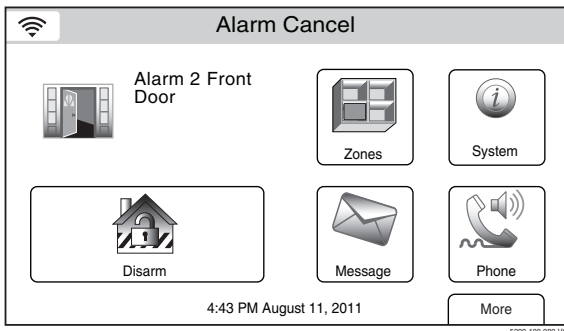 Alarm Cancel
Alarm 2 Front
Door
Zones
System
Disarm
Message
Phone
4:43 PM August 11, 2011
More